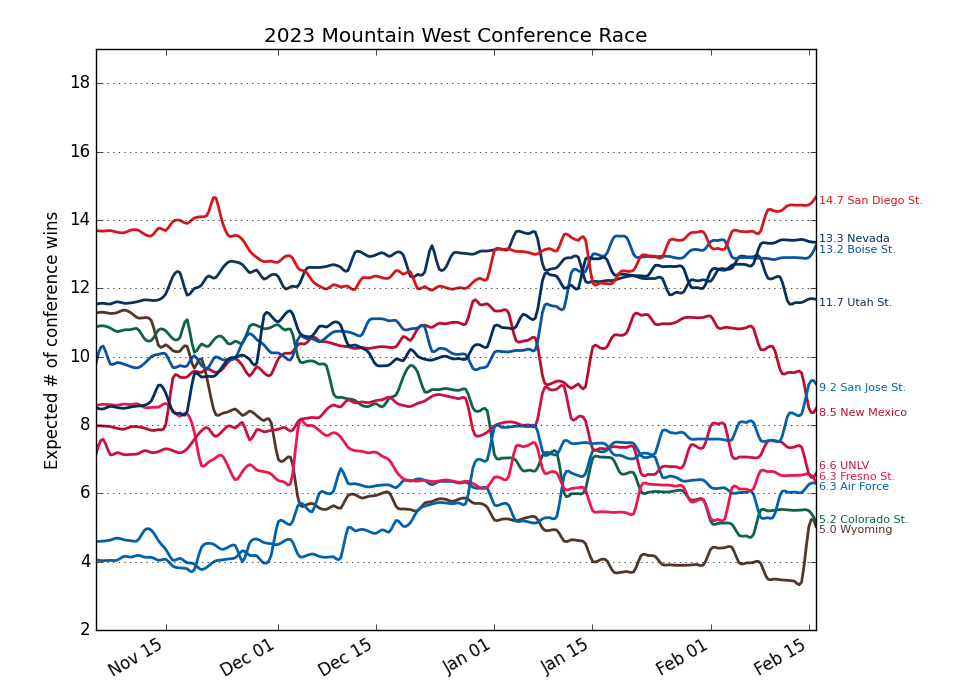 2023 Mountain West Conference Race
Expected # of conference wins
18
16
14
12
10
8
6
4
2
Nov 15
Dec 01
Dec 15
Jan 01
Jan 15
Feb 01
Feb 15
14.7 San Diego St.
13.3 Nevada
13.2 Boise St.
11.7 Utah St.
9.2 San Jose St.
8.5 New Mexico
6.6 UNLV
6.3 Fresno St.
6.3 Air Force
5.2 Colorado St.
5.0 Wyoming